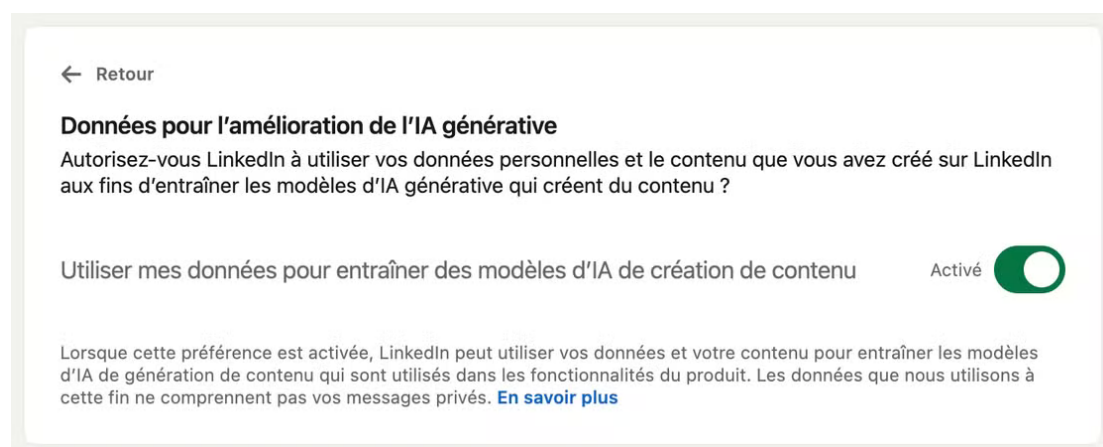 ← Retour
Données pour l’amélioration de l’IA générative
Autorisez-vous LinkedIn à utiliser vos données personnelles et le contenu que vous avez créé sur LinkedIn
aux fins d’entraîner les modèles d’IA générative qui créent du contenu ?
Utiliser mes données pour entraîner des modèles d’IA de création de contenu Activé
Lorsque cette préférence est activée, LinkedIn peut utiliser vos données et votre contenu pour entraîner les modèles
d’IA de génération de contenu qui sont utilisés dans les fonctionnalités du produit. Les données que nous utilisons à
cette fin ne comprennent pas vos messages privés. En savoir plus